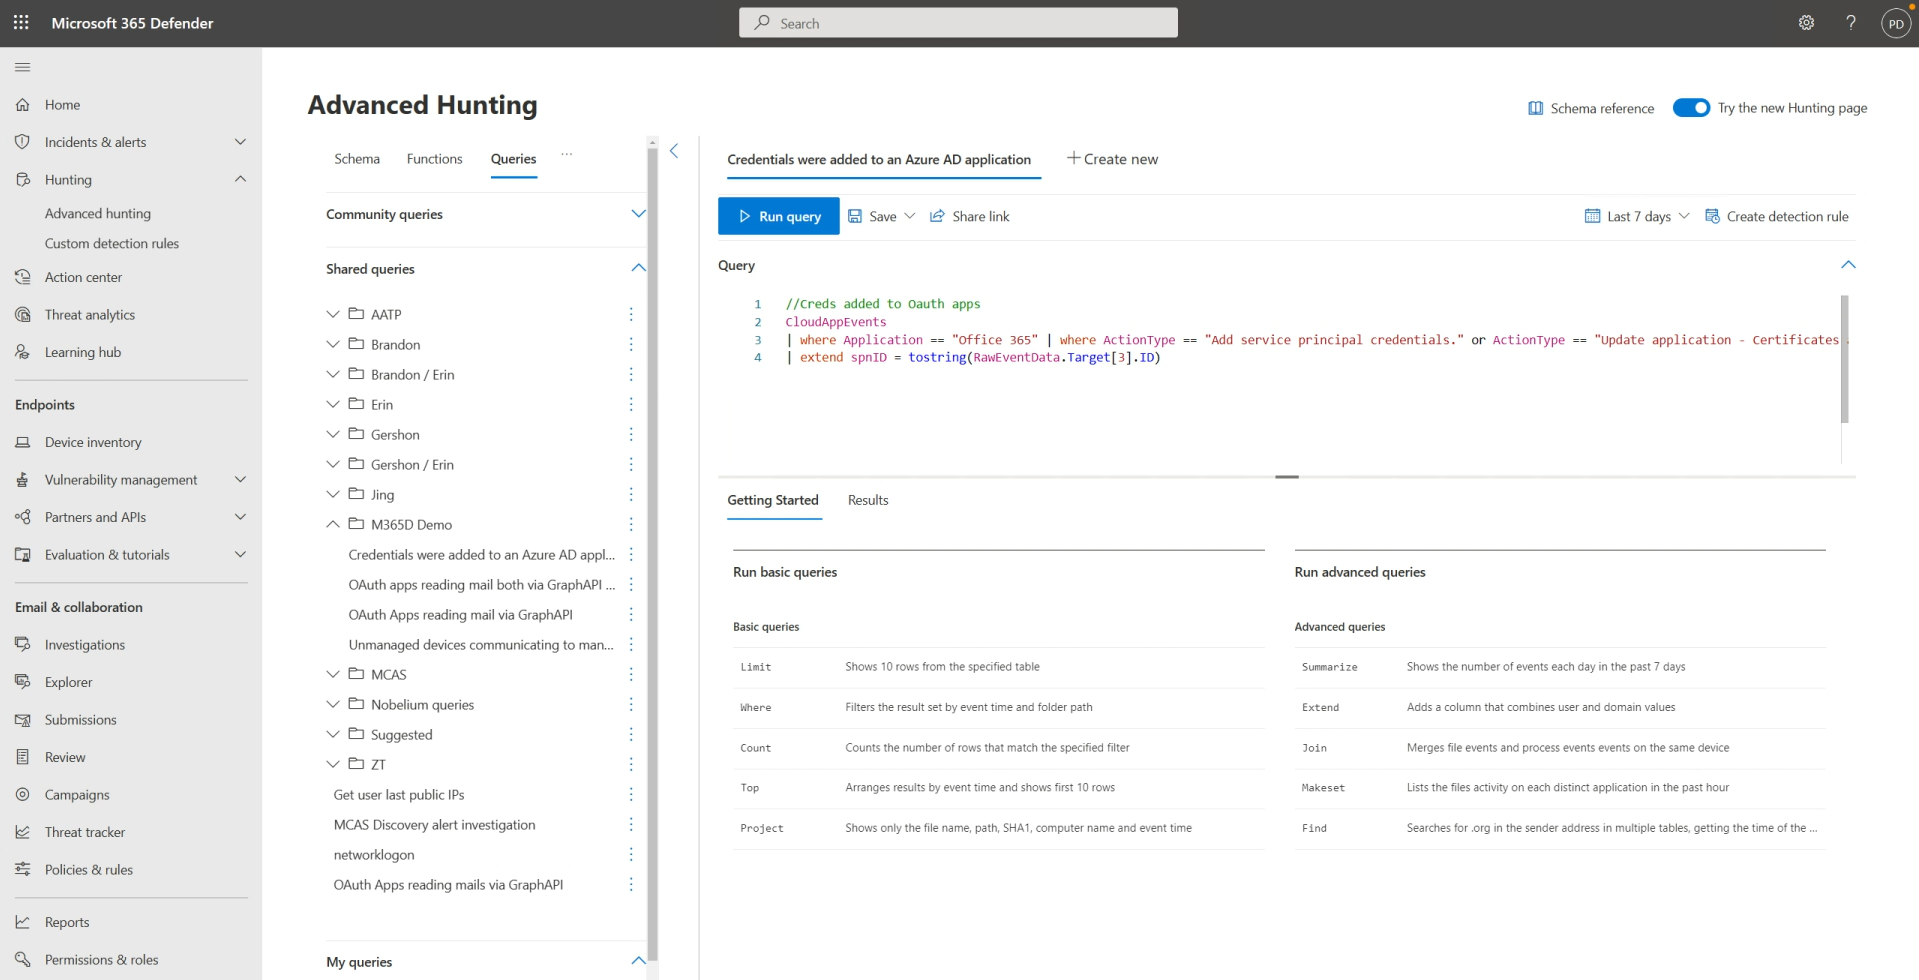 Microsoft 365 Defender
Search
?
PD
Home
Incidents & alerts
Hunting
Advanced hunting
Custom detection rules
Action center
Threat analytics
Learning hub
Endpoints
Device inventory
Vulnerability management
Partners and APIs
Evaluation & tutorials
Email & collaboration
Investigations
Explorer
Submissions
Review
Campaigns
Threat tracker
Policies & rules
Reports
Permissions & roles
Advanced Hunting
Schema reference
Try the new Hunting page
Schema Functions Queries ...
Community queries
Shared queries
AATP
Brandon
Brandon / Erin
Erin
Gershon
Gershon / Erin
Jing
M365D Demo
Credentials were added to an Azure AD appl...
OAuth apps reading mail both via GraphAPI ...
OAuth Apps reading mail via GraphAPI
Unmanaged devices communicating to man...
MCAS
Nobelium queries
Suggested
ZT
Get user last public IPs
MCAS Discovery alert investigation
networklogon
OAuth Apps reading mails via GraphAPI
My queries
Credentials were added to an Azure AD application
Create new
Run query Save Share link
Last 7 days Create detection rule
Query
1 //Creds added to Oauth apps
2 CloudAppEvents
3 | where Application == "Office 365" | where ActionType == "Add service principal credentials." or ActionType == "Update application - Certificates
4 | extend spnID = tostring(RawEventData.Target[3].ID)
Getting Started Results
Run basic queries
Basic queries
Limit Shows 10 rows from the specified table
Where Filters the result set by event time and folder path
Count Counts the number of rows that match the specified filter
Top Arranges results by event time and shows first 10 rows
Project Shows only the file name, path, SHA1, computer name and event time
Run advanced queries
Advanced queries
Summarize Shows the number of events each day in the past 7 days
Extend Adds a column that combines user and domain values
Join Merges file events and process events events on the same device
Makeset Lists the files activity on each distinct application in the past hour
Find Searches for .org in the sender address in multiple tables, getting the time of the ...